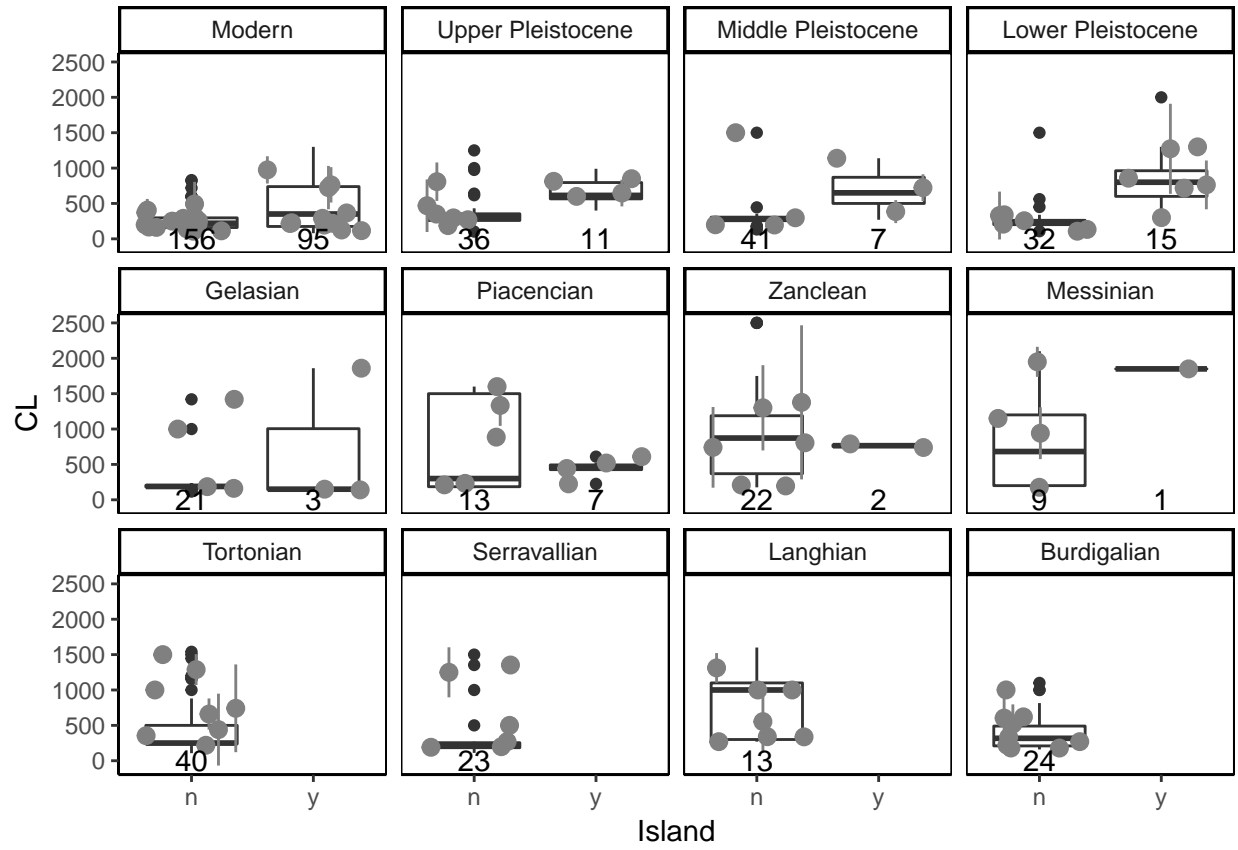 Modern Upper Pleistocene Middle Pleistocene Lower Pleistocene
2500
2000
1500
1000
500
0
156 95 36 11 41 7 32 15
Gelasian Piacencian Zanclean Messinian
2500
2000
1500
1000
500
0
21 3 13 7 22 2 9 1
CL
Tortonian Serravallian Langhian Burdigalian
2500
2000
1500
1000
500
0
40 23 13 24
n y n y n y n y
Island